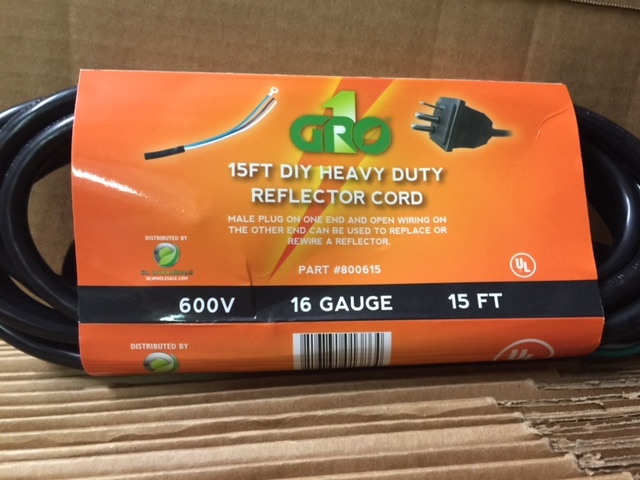 1
GRO
15FT DIY HEAVY DUTY
REFLECTOR CORD
MALE PLUG ON ONE END AND OPEN WIRING ON
THE OTHER END CAN BE USED TO REPLACE OR
REWIRE A REFLECTOR.
PART #800615
DISTRIBUTED BY
UL
600V 16 GAUGE 15 FT
DISTRIBUTED BY
UL